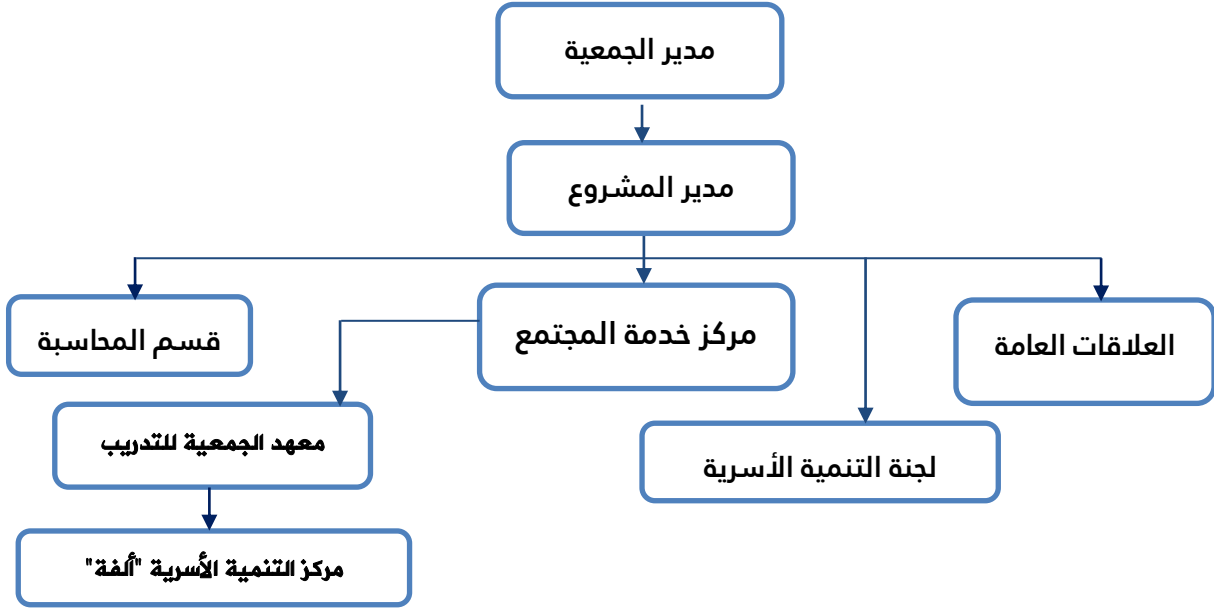 مدير الجمعية
مدير المشروع
العلاقات العامة
مركز خدمة المجتمع
قسم المحاسبة
لجنة التنمية الأسرية
معهد الجمعية للتدريب
مركز التنمية الأسرية "ألفة"